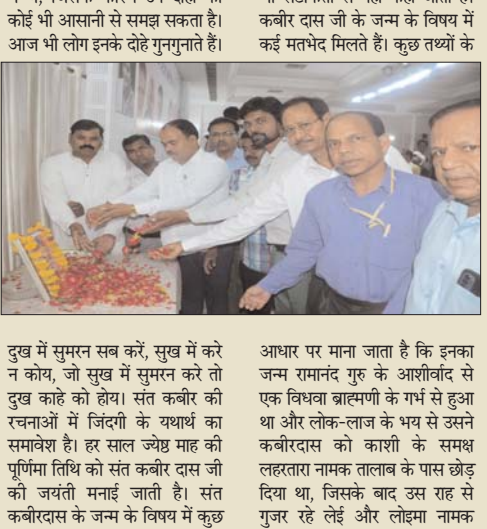 कोई भी आसानी से समझ सकता है।
आज भी लोग इनके दोहे गुनगुनाते हैं।
दुख में सुमरन सब करें, सुख में करे
न कोय, जो सुख में सुमरन करे तो
दुख काहे को होय। संत कबीर की
रचनाओं में जिंदगी के यथार्थ का
समावेश है। हर साल ज्येष्ठ माह की
पूर्णिमा तिथि को संत कबीर दास जी
की जयंती मनाई जाती है। संत
कबीरदास के जन्म के विषय में कुछ
कबीर दास जी के जन्म के विषय में
कई मतभेद मिलते हैं। कुछ तथ्यों के
आधार पर माना जाता है कि इनका
जन्म रामानंद गुरु के आशीर्वाद से
एक विधवा ब्राह्मणी के गर्भ से हुआ
था और लोक-लाज के भय से उसने
कबीरदास को काशी के समक्ष
लहरतारा नामक तालाब के पास छोड़
दिया था, जिसके बाद उस राह से
गुजर रहे लेई और लोइमा नामक